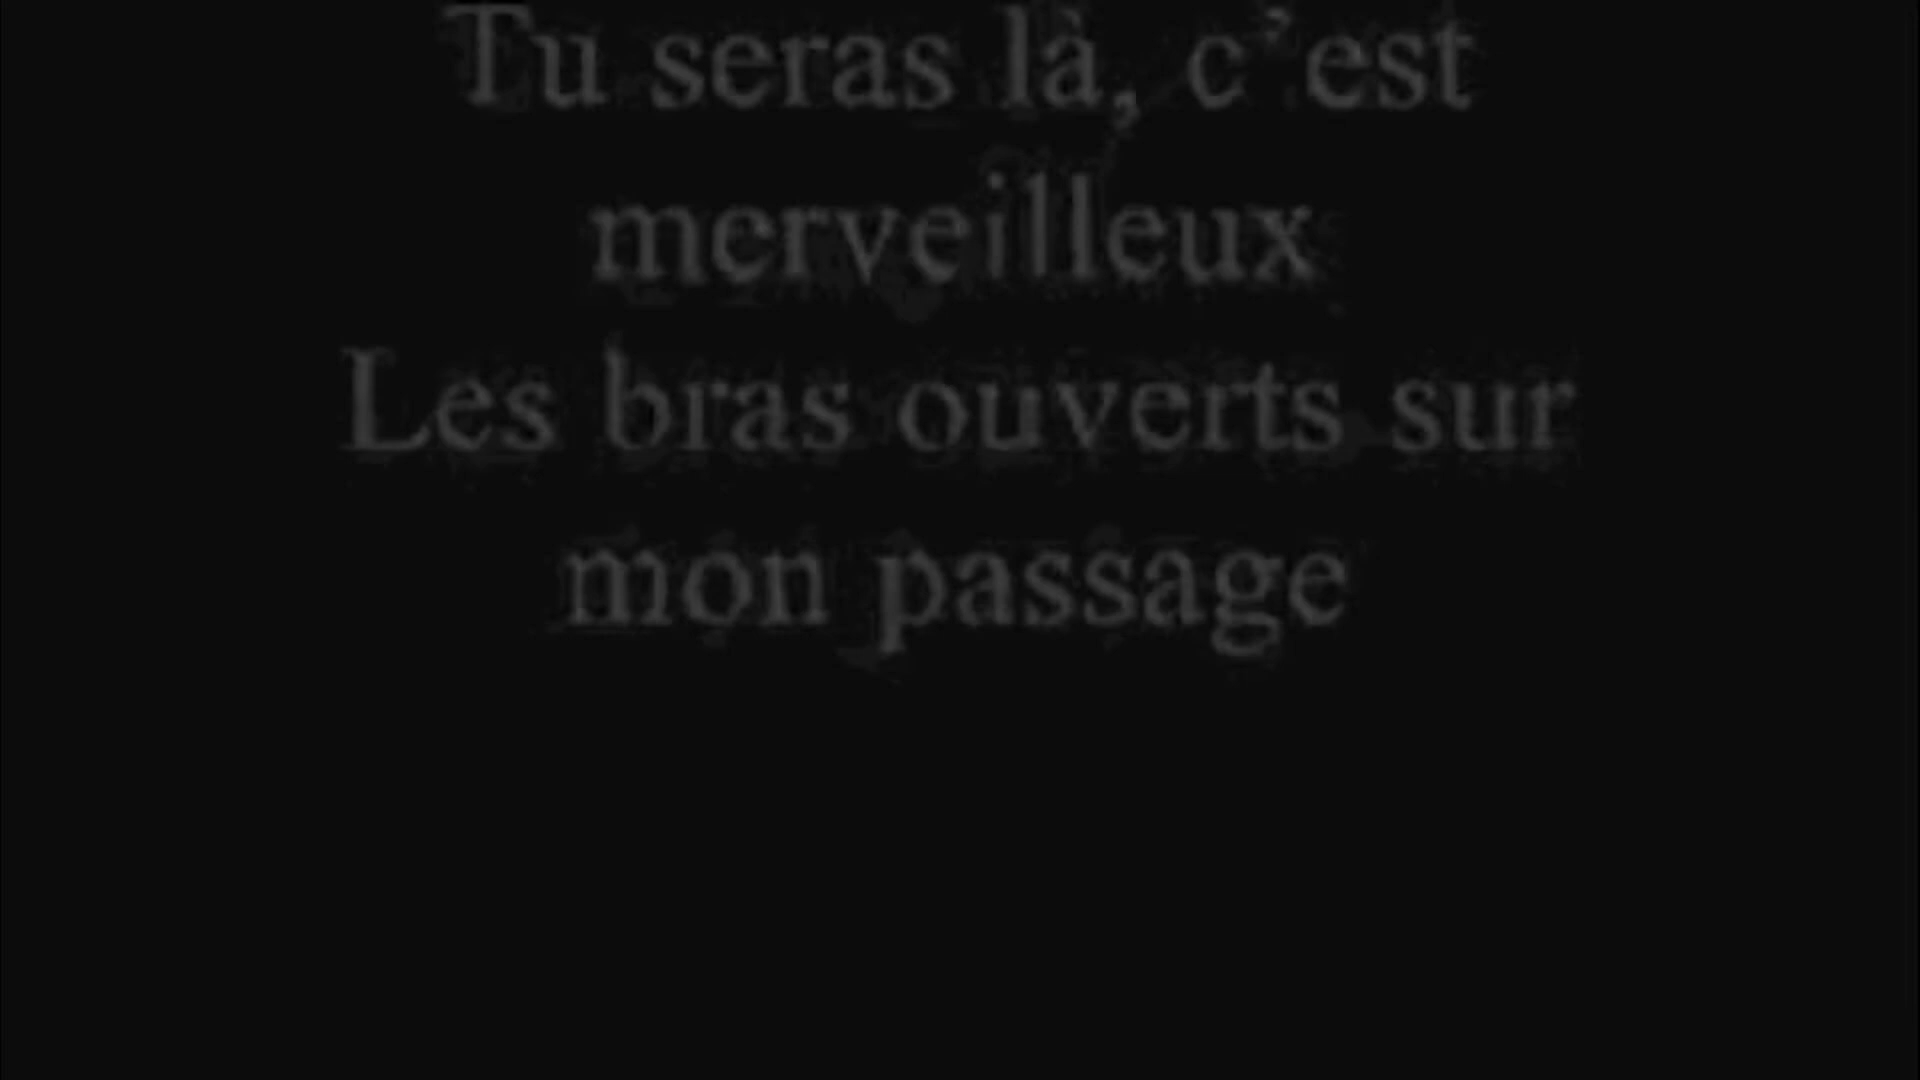 Tu seras là, c’est
merveilleux
Les bras ouverts sur
mon passage